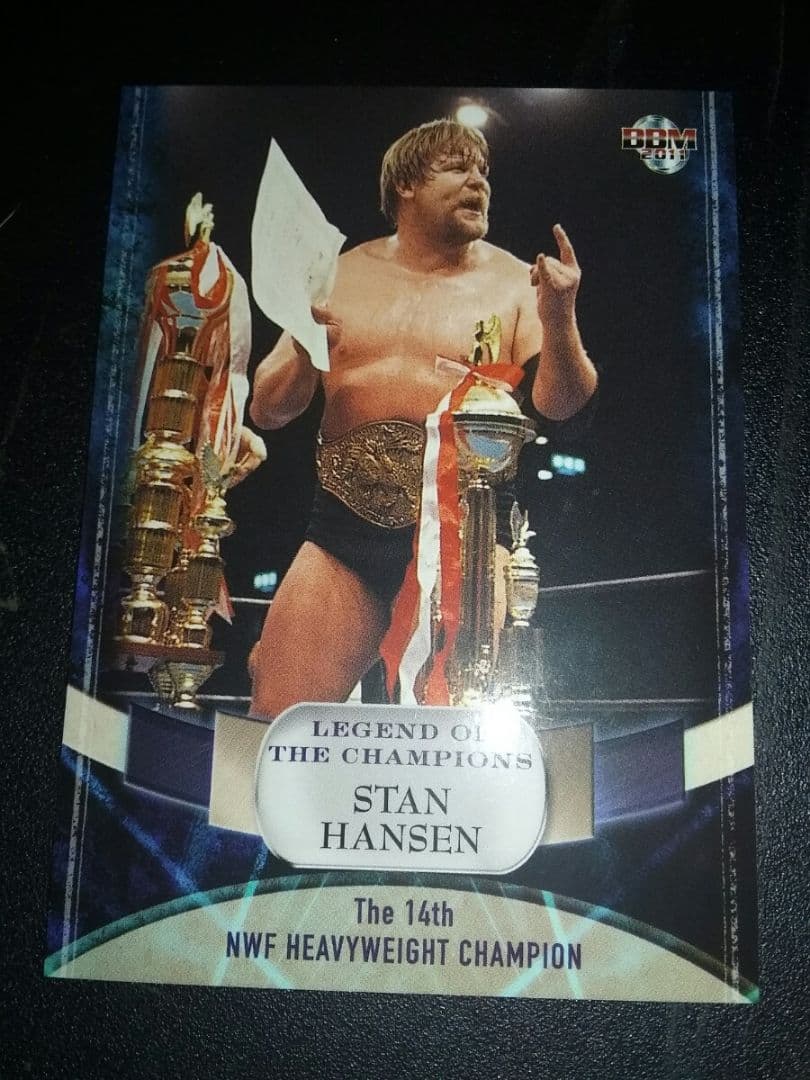 BBM
2011
LEGEND OF
THE CHAMPIONS
STAN
HANSEN
The 14th
NWF HEAVYWEIGHT CHAMPION